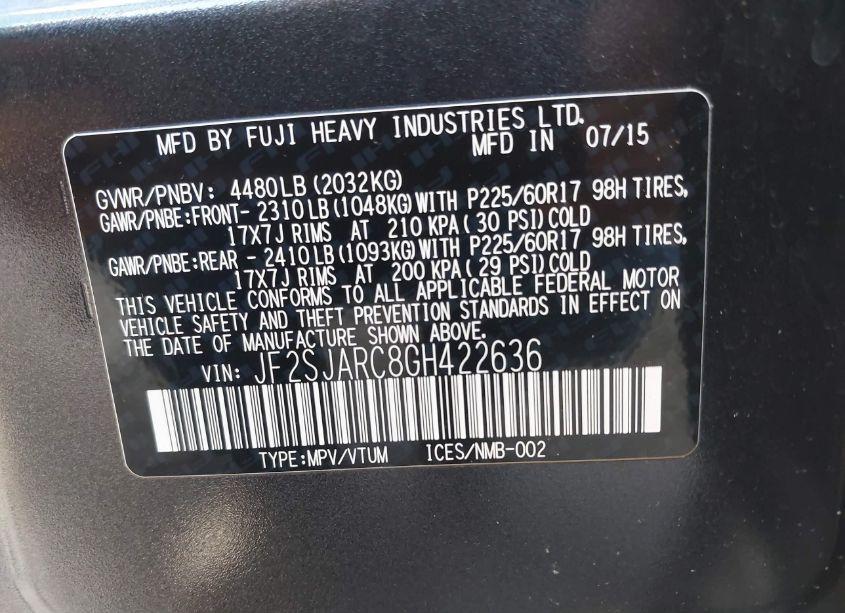 MFD BY FUJI HEAVY INDUSTRIES LTD.
MFD IN 07/15
GVWR/PNBV: 4480LB(2032KG)
GAWR/PNBE:FRONT- 2310LB(1048KG)WITH P225/60R17 98H TIRES,
17X7J RIMS AT 210 KPA(30 PSI)COLD
GAWR/PNBE:REAR - 2410LB(1093KG)WITH P225/60R17 98H TIRES,
17X7J RIMS AT 200 KPA(29 PSI)COLD
THIS VEHICLE CONFORMS TO ALL APPLICABLE FEDERAL MOTOR
VEHICLE SAFETY AND THEFT PREVENTION STANDARDS IN EFFECT ON
THE DATE OF MANUFACTURE SHOWN ABOVE.
VIN: JF2SJARC8GH422636
TYPE:MPV/VTUM ICES/NMB-002